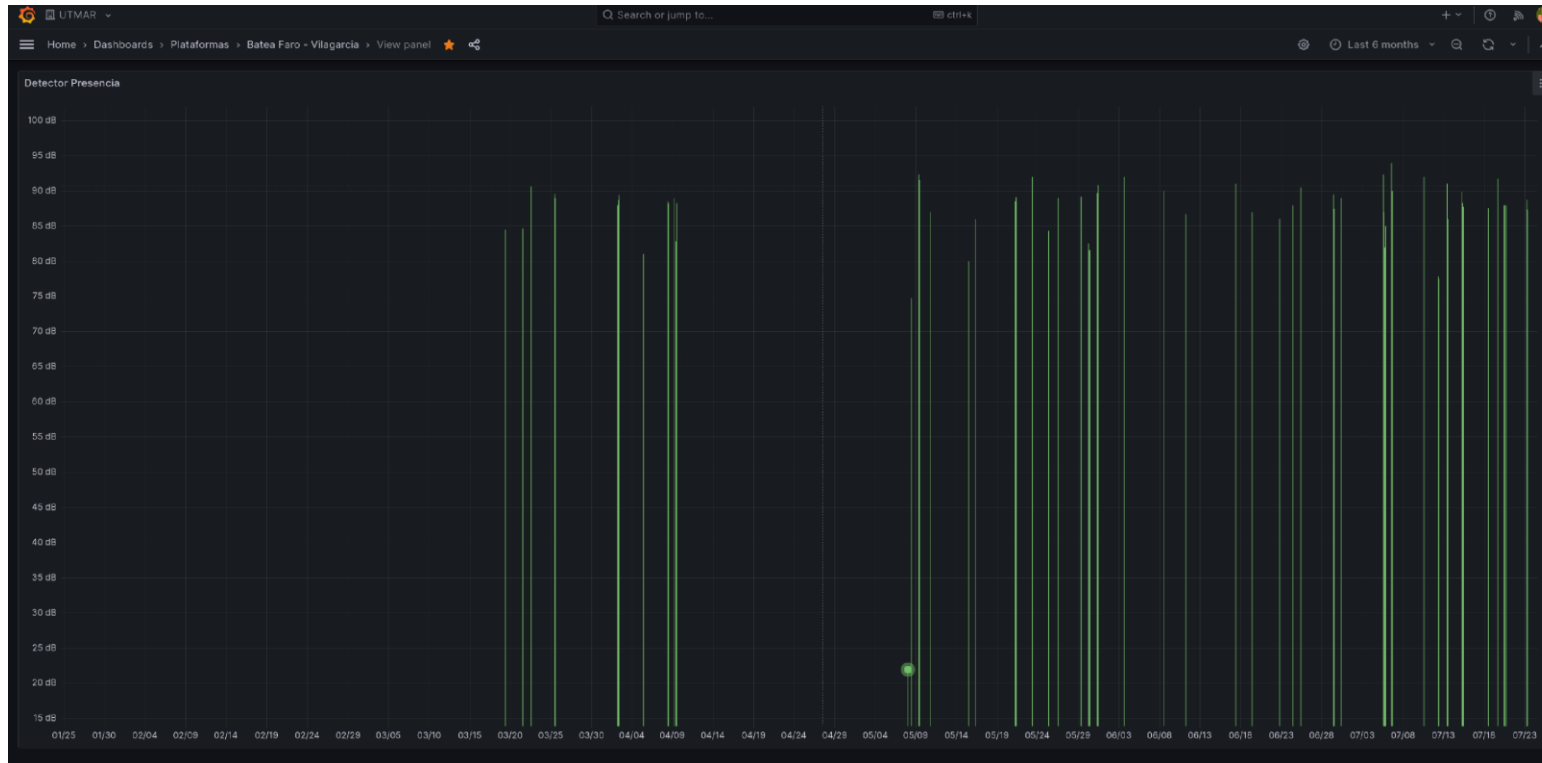 UTMAR
Search or jump to...
ctrl+k
Home › Dashboards › Plataformas › Batea Faro - Vilagarcia › View panel
Last 6 months
Detector Presencia
100 dB
95 dB
90 dB
85 dB
80 dB
75 dB
70 dB
65 dB
60 dB
55 dB
50 dB
45 dB
40 dB
35 dB
30 dB
25 dB
20 dB
15 dB
01/25 01/30 02/04 02/09 02/14 02/19 02/24 02/29 03/05 03/10 03/15 03/20 03/25 03/30 04/04 04/09 04/14 04/19 04/24 04/29 05/04 05/09 05/14 05/19 05/24 05/29 06/03 06/08 06/13 06/18 06/23 06/28 07/03 07/08 07/13 07/18 07/23